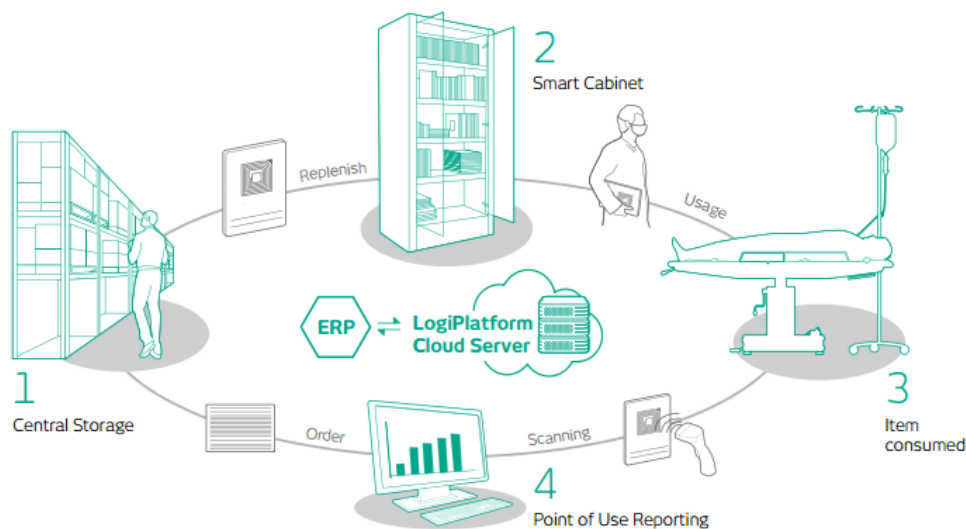 2
Smart Cabinet
Replenish
Usage
ERP
LogiPlatform
Cloud Server
1
Central Storage
3
Item
consumed
Order
Scanning
4
Point of Use Reporting